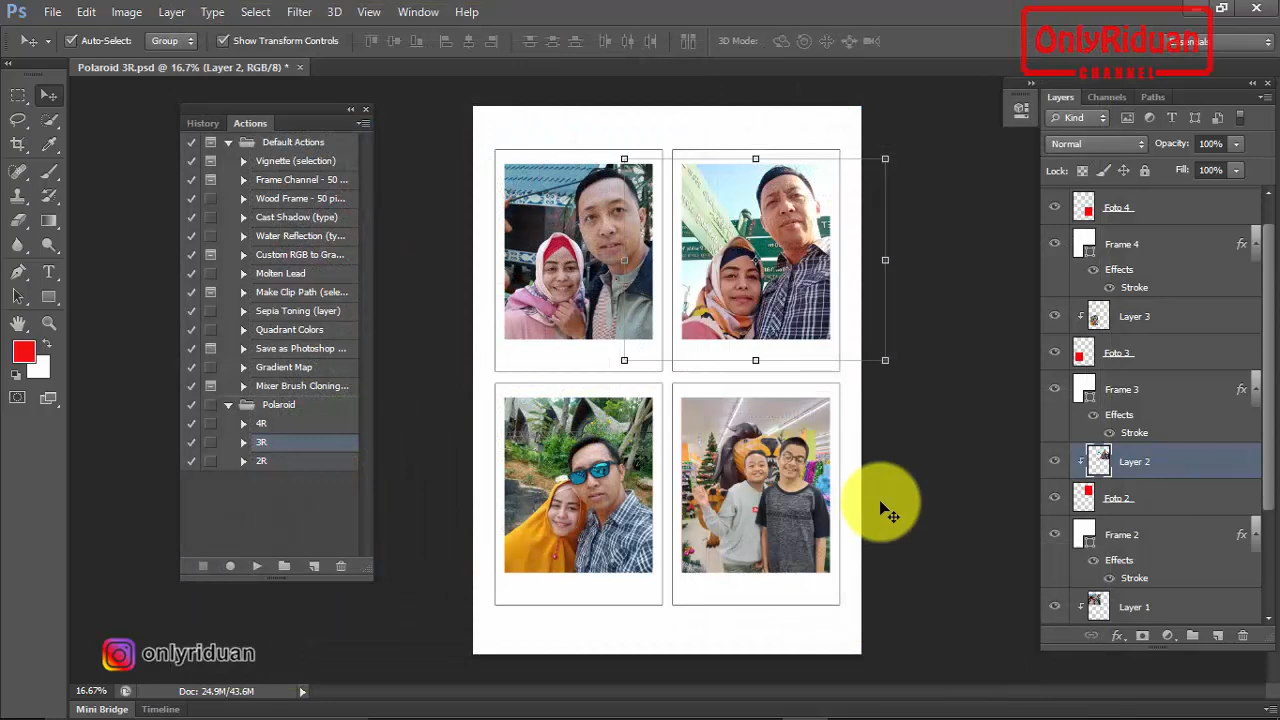 Ps File Edit Image Layer Type Select Filter 3D View Window Help
Auto-Select: Group Show Transform Controls 3D Mode:
OnlyRiduan
CHANNEL
Polaroid 3R.psd @ 16.7% (Layer 2, RGB/8) * ×
History Actions
Default Actions
Vignette (selection)
Frame Channel - 50 ...
Wood Frame - 50 pi...
Cast Shadow (type)
Water Reflection (ty...
Custom RGB to Gra...
Molten Lead
Make Clip Path (sele...
Sepia Toning (layer)
Quadrant Colors
Save as Photoshop ...
Gradient Map
Mixer Brush Cloning...
Polaroid
4R
3R
2R
Layers Channels Paths
Kind
Normal Opacity: 100%
Lock: Fill: 100%
Foto 4
Frame 4 fx
Effects
Stroke
Layer 3
Foto 3
Frame 3 fx
Effects
Stroke
Layer 2
Foto 2
Frame 2 fx
Effects
Stroke
Layer 1
onlyriduan
16.67% Doc: 24.9M/43.6M
Mini Bridge Timeline